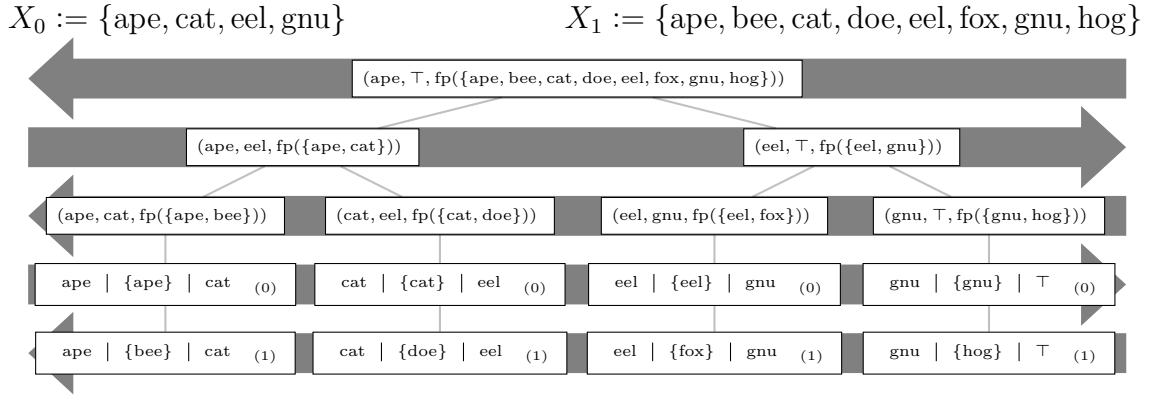 X₀ := {ape, cat, eel, gnu} X₁ := {ape, bee, cat, doe, eel, fox, gnu, hog}
(ape, ⊤, fp({ape, bee, cat, doe, eel, fox, gnu, hog}))
(ape, eel, fp({ape, cat})) (eel, ⊤, fp({eel, gnu}))
(ape, cat, fp({ape, bee})) (cat, eel, fp({cat, doe})) (eel, gnu, fp({eel, fox})) (gnu, ⊤, fp({gnu, hog}))
ape | {ape} | cat (0) cat | {cat} | eel (0) eel | {eel} | gnu (0) gnu | {gnu} | ⊤ (0)
ape | {bee} | cat (1) cat | {doe} | eel (1) eel | {fox} | gnu (1) gnu | {hog} | ⊤ (1)